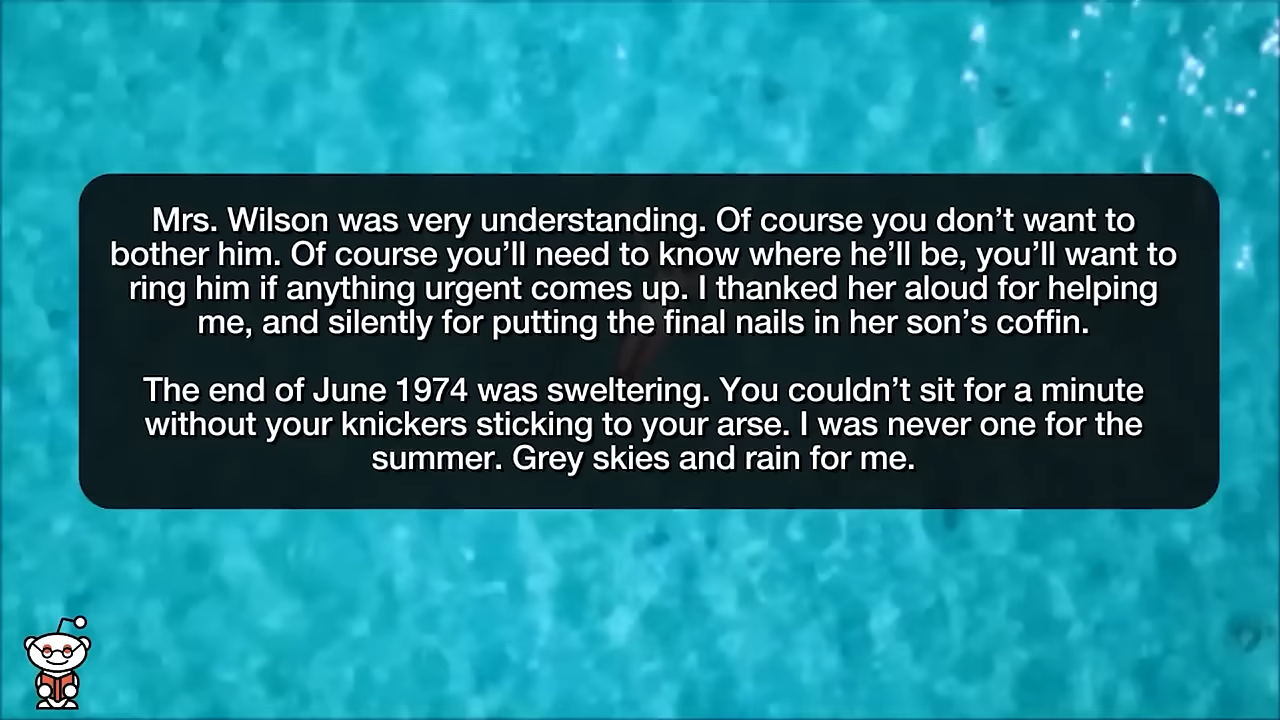 Mrs. Wilson was very understanding. Of course you don’t want to
bother him. Of course you’ll need to know where he’ll be, you’ll want to
ring him if anything urgent comes up. I thanked her aloud for helping
me, and silently for putting the final nails in her son’s coffin.
The end of June 1974 was sweltering. You couldn’t sit for a minute
without your knickers sticking to your arse. I was never one for the
summer. Grey skies and rain for me.